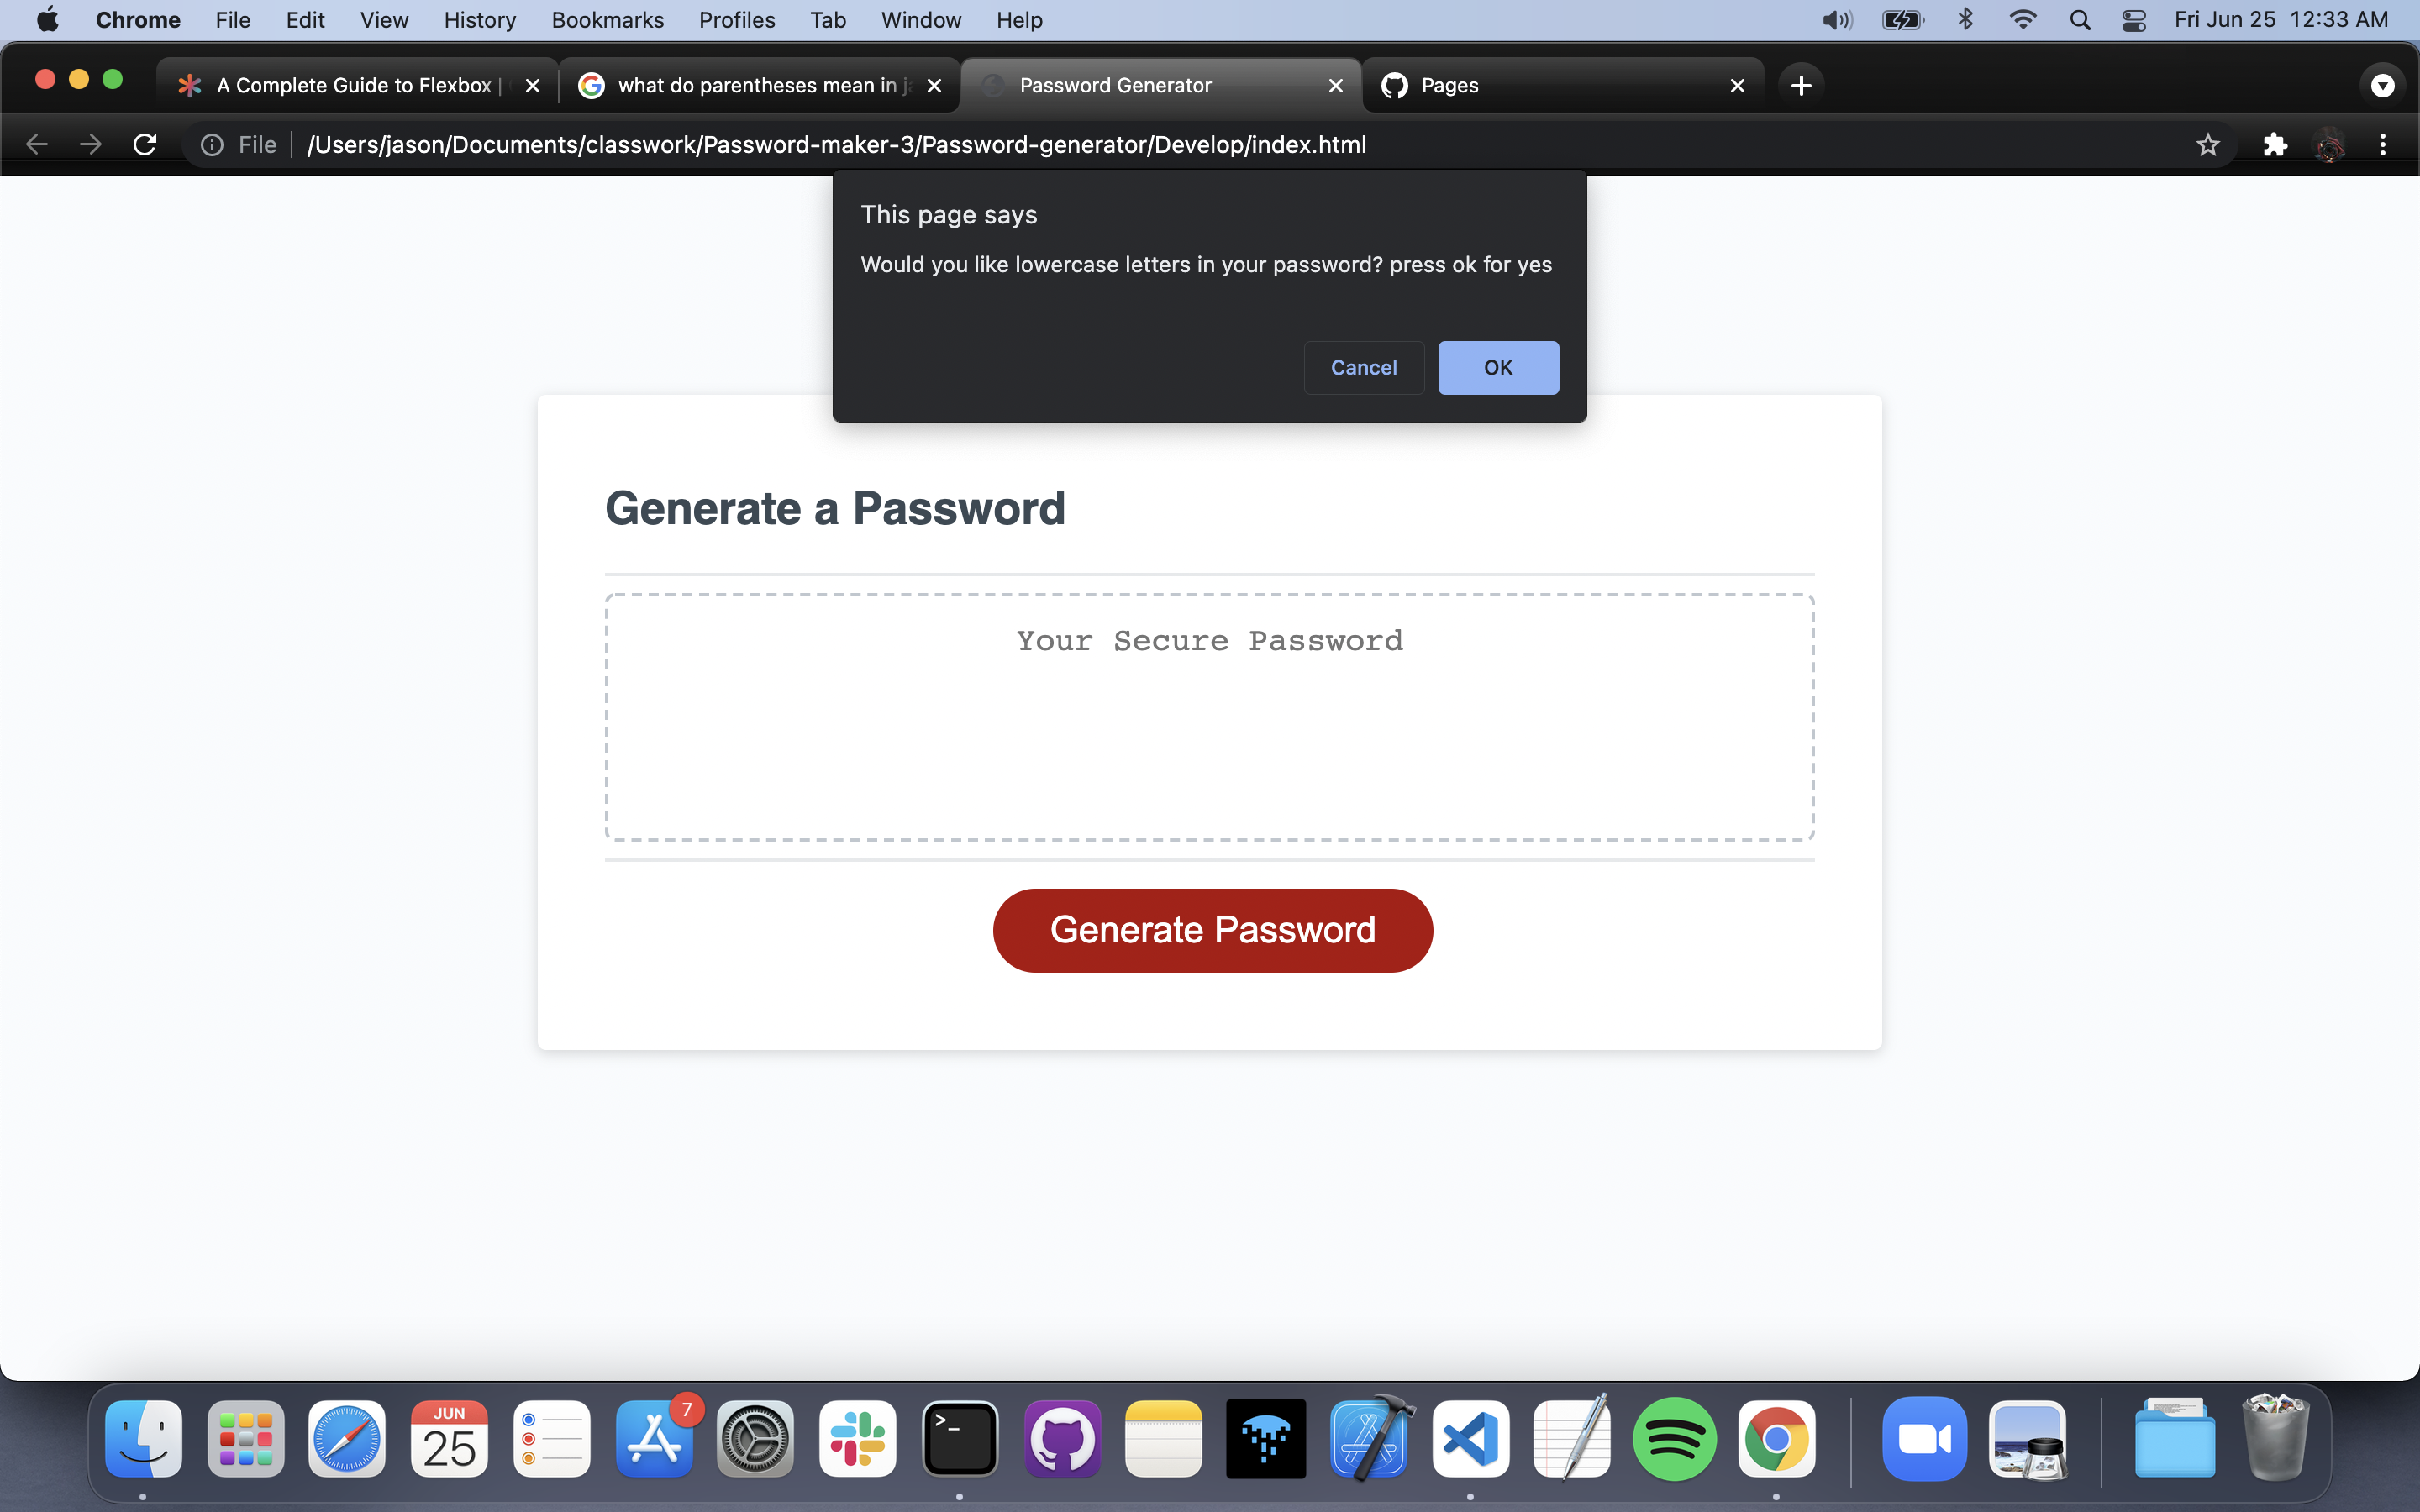 Chrome File Edit View History Bookmarks Profiles Tab Window Help Fri Jun 25 12:33 AM
A Complete Guide to Flexbox | what do parentheses mean in Password Generator Pages
File /Users/jason/Documents/classwork/Password-maker-3/Password-generator/Develop/index.html
This page says
Would you like lowercase letters in your password? press ok for yes
Cancel OK
Generate a Password
Your Secure Password
Generate Password
JUN
25
7
>_